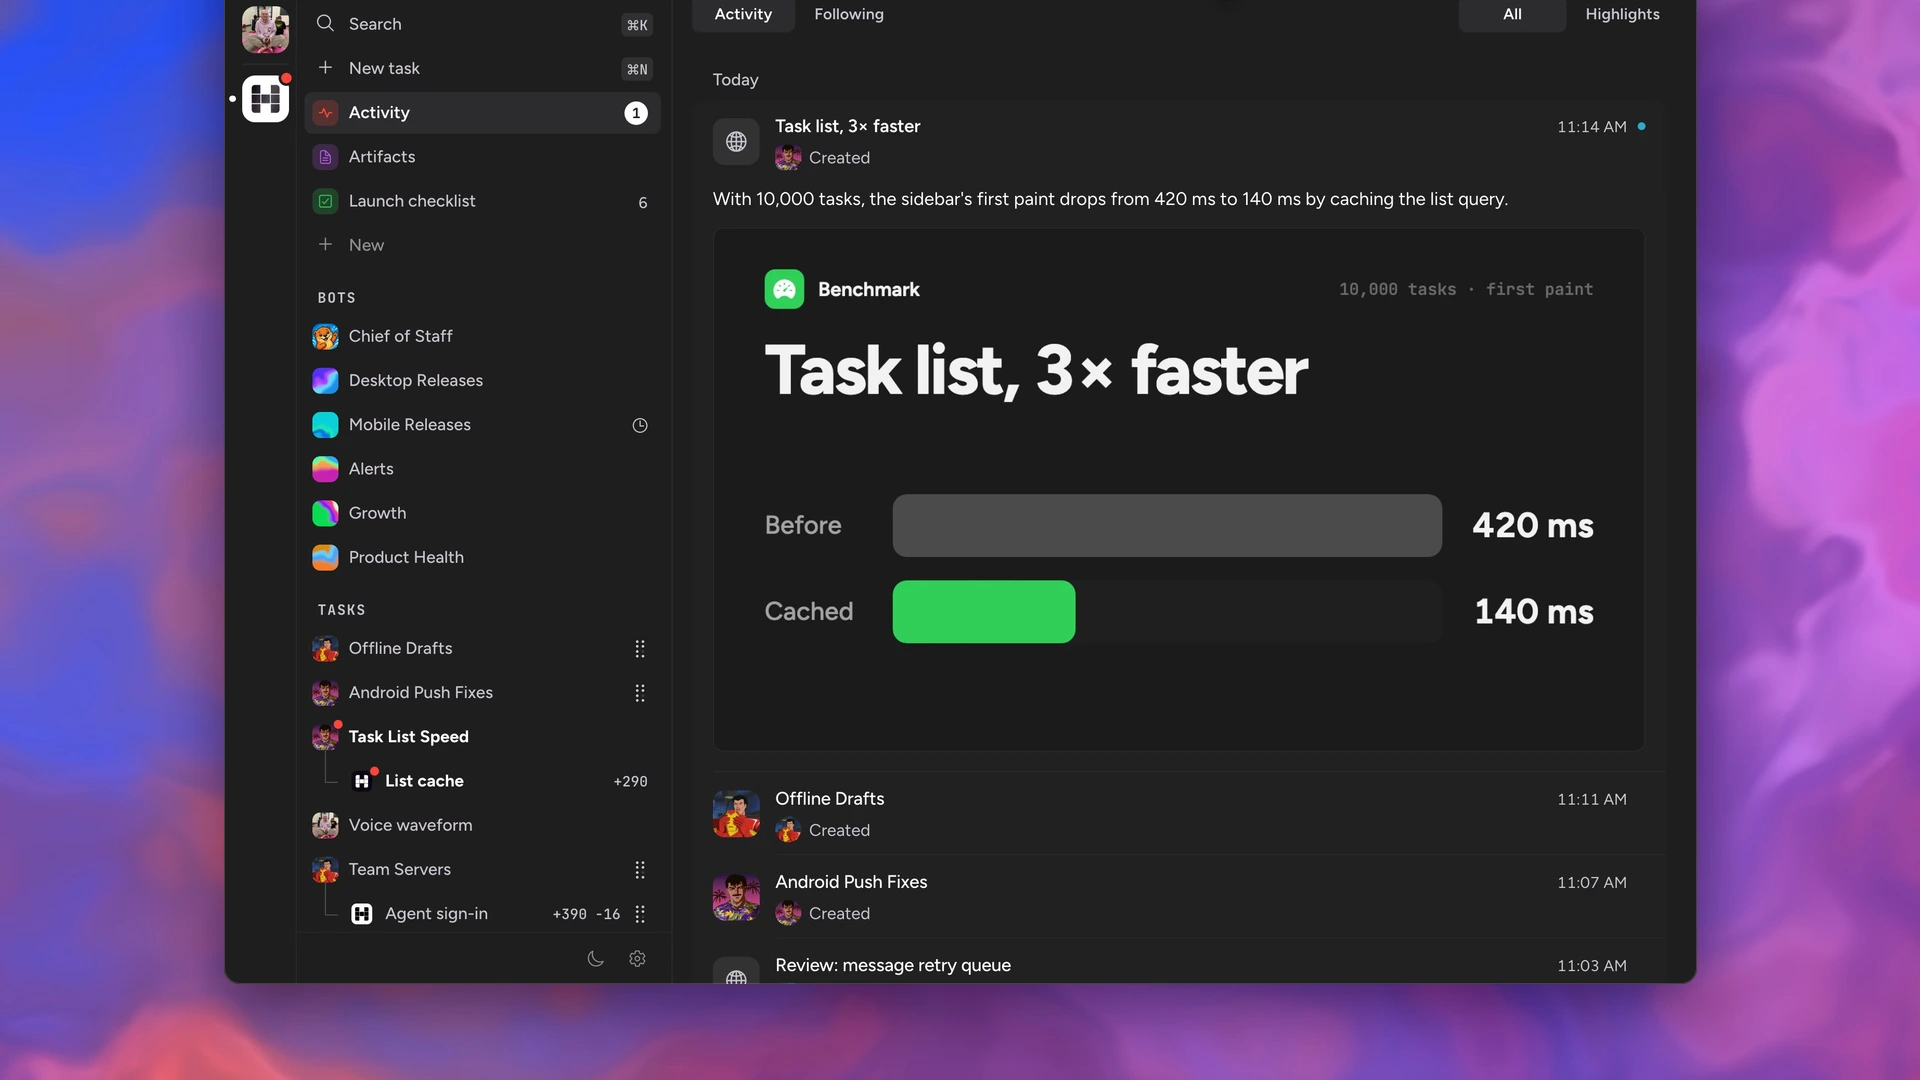 Search ⌘K
New task ⌘N
Activity 1
Artifacts
Launch checklist 6
New
BOTS
Chief of Staff
Desktop Releases
Mobile Releases
Alerts
Growth
Product Health
TASKS
Offline Drafts
Android Push Fixes
Task List Speed
List cache +290
Voice waveform
Team Servers
Agent sign-in +390 -16
Activity Following All Highlights
Today
Task list, 3× faster 11:14 AM
Created
With 10,000 tasks, the sidebar's first paint drops from 420 ms to 140 ms by caching the list query.
Benchmark 10,000 tasks · first paint
Task list, 3× faster
Before 420 ms
Cached 140 ms
Offline Drafts 11:11 AM
Created
Android Push Fixes 11:07 AM
Created
Review: message retry queue 11:03 AM